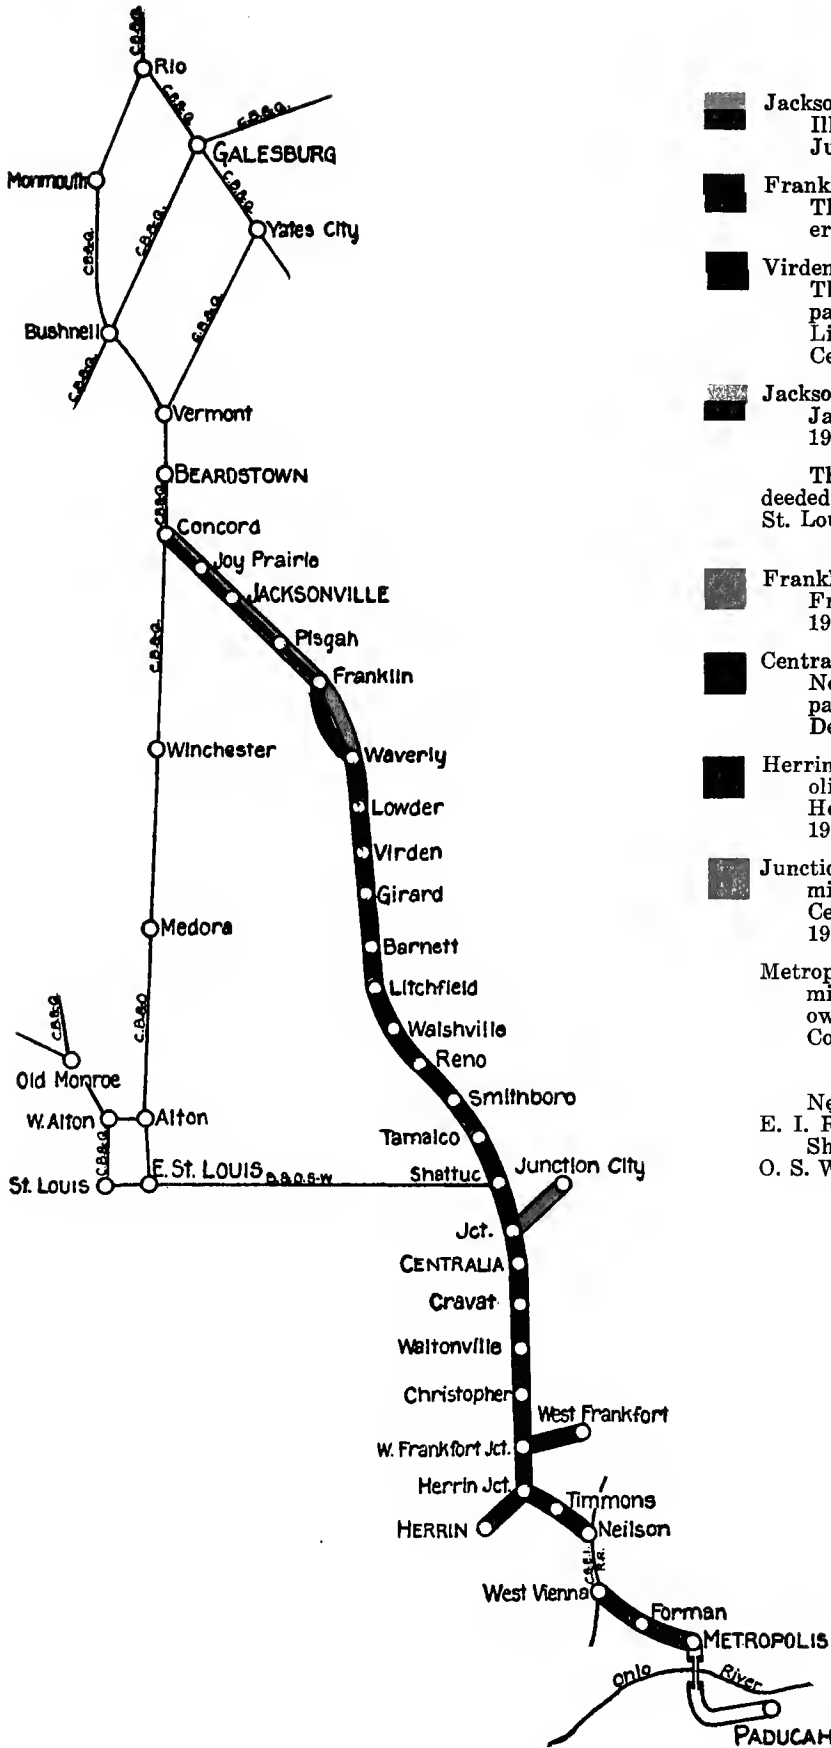 C.B.&Q.
Rio
C.B.&Q.
C.B.&Q.
GALESBURG
Monmouth
C.B.&Q.
C.B.&Q.
C.B.&Q.
Yates City
Bushnell
C.B.&Q.
C.B.&Q.
Vermont
BEARDSTOWN
C.B.&Q.
Concord
Joy Prairie
JACKSONVILLE
C.B.&Q.
Pisgah
Franklin
Winchester
Waverly
Lowder
Virden
Girard
Medora
Barnett
Litchfield
C.B.&Q.
C.B.&Q.
Walshville
Reno
Old Monroe
Smithboro
W. Alton
Alton
Tamalco
C.B.&Q.
St. Louis
E. St. Louis
B.&O.S-W
Shattuc
Junction City
Jct.
CENTRALIA
Cravat
Waltonville
Christopher
West Frankfort
W. Frankfort Jct.
Herrin Jct.
Timmons
HERRIN
Neilson
C.&E.I.
R.R.
West Vienna
Forman
METROPOLIS
Ohio River
PADUCAH
Jackso
Ill
Ju
Frank
Th
er
Virden
Th
pa
Li
Ce
Jackso
Ja
19
Th
deeded
St. Lou
Frankl
Fr
19
Centra
No
pa
De
Herrin
oli
He
19
Junctio
mi
Ce
19
Metrop
mi
ow
Co
Ne
E. I. R
Sh
O. S. W